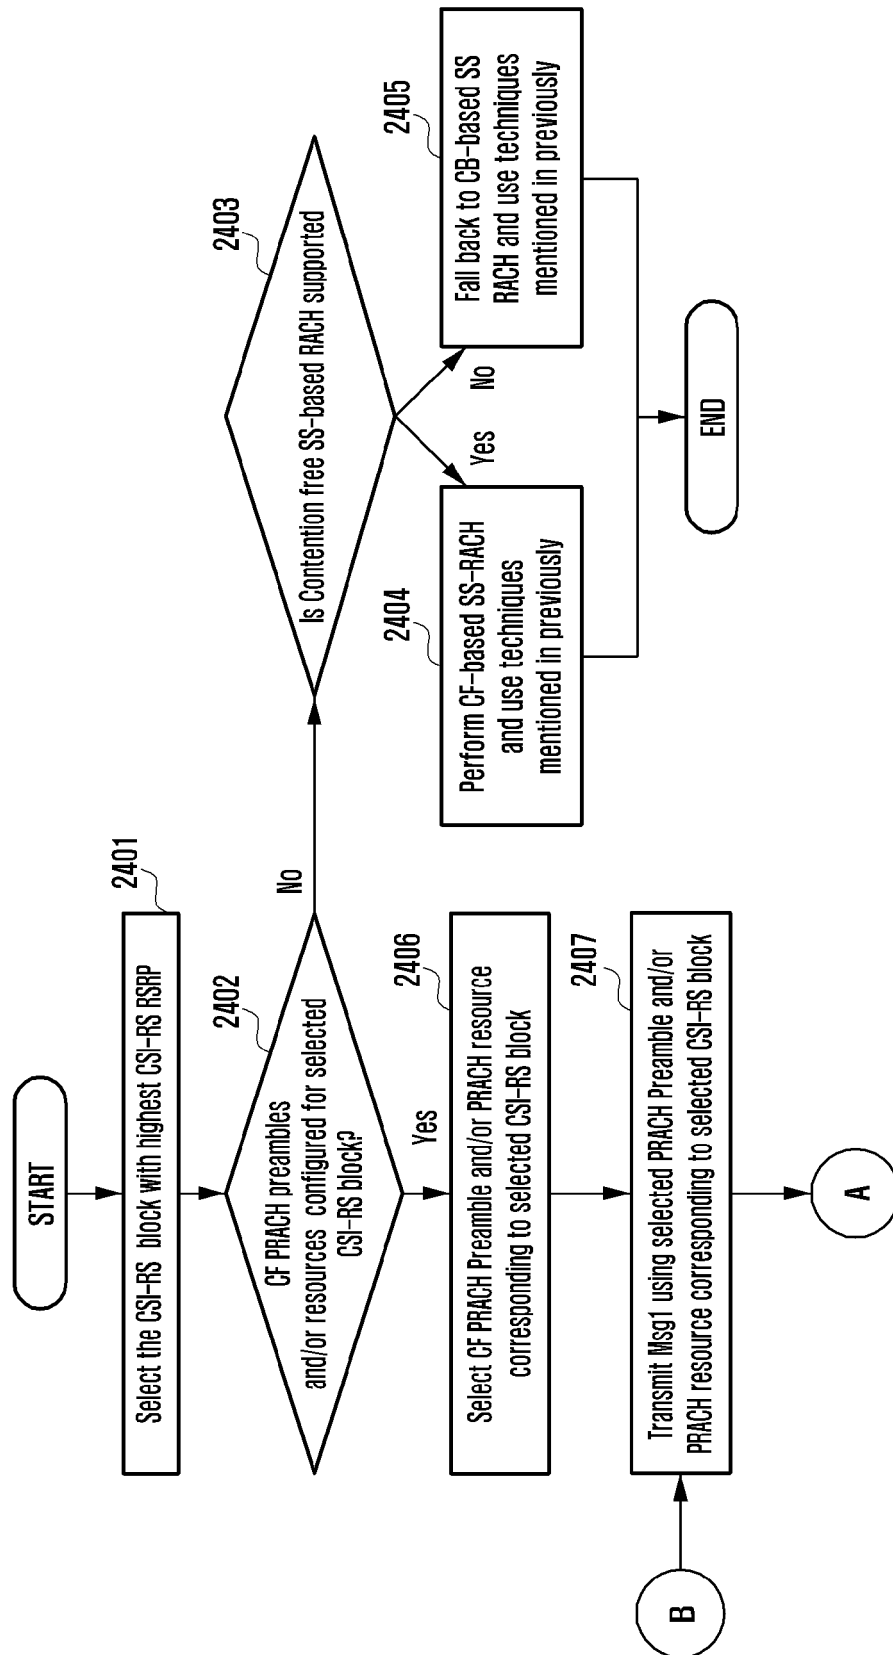 START
2401
Select the CSI-RS block with highest CSI-RS RSRP
2402
CF PRACH preambles
and/or resources configured for selected
CSI-RS block?
No
Yes
2403
Is Contention free SS-based RACH supported
Yes
No
2404
Perform CF-based SS-RACH
and use techniques
mentioned in previously
2405
Fall back to CB-based SS
RACH and use techniques
mentioned in previously
END
2406
Select CF PRACH Preamble and/or PRACH resource
corresponding to selected CSI-RS block
2407
Transmit Msg1 using selected PRACH Preamble and/or
PRACH resource corresponding to selected CSI-RS block
B
A